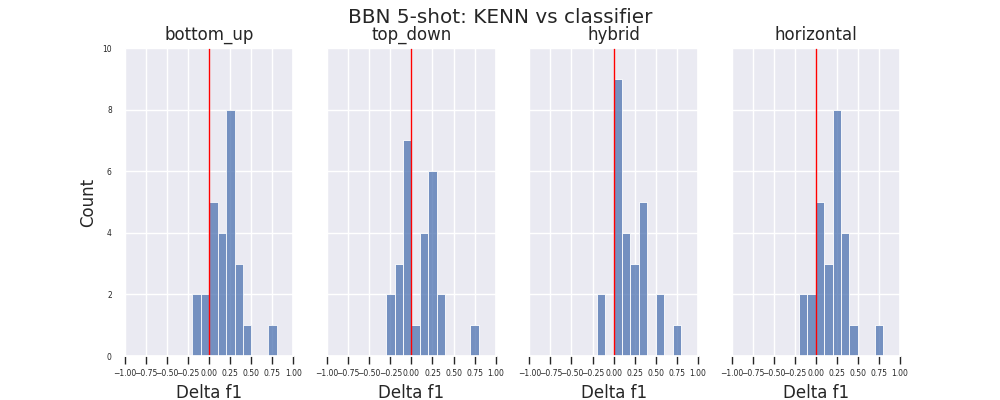 BBN 5-shot: KENN vs classifier
bottom_up top_down hybrid horizontal
Count
10
8
6
4
2
0
−1.00 −0.75 −0.50 −0.25 0.00 0.25 0.50 0.75 1.00 −1.00 −0.75 −0.50 −0.25 0.00 0.25 0.50 0.75 1.00 −1.00 −0.75 −0.50 −0.25 0.00 0.25 0.50 0.75 1.00 −1.00 −0.75 −0.50 −0.25 0.00 0.25 0.50 0.75 1.00
Delta f1 Delta f1 Delta f1 Delta f1